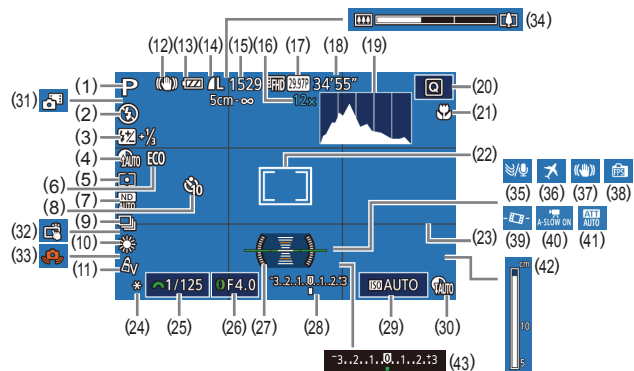 (34)
(12) (13) (14) (15) (16) (17) (18) (19)
(1) P L 1529 FHD 29.97P 34'55" Q (20)
(31) 5cm-∞ 12x (21)
(2)
(3) ±+1/3
(4) AUTO (22)
(6) ECO
(5) (35) (36) (37) FPS (38)
(7) ND AUTO
(8) 0
(9)
(32) (23) A-SLOW ON ATT AUTO
(39) (40) (41)
(10)
(33) (42)
(11) AV cm
* 1/125 F4.0 -3..2..1..0..1..2..+3 ISO AUTO AUTO
10
(24) (25) (26) (27) (28) (29) (30)
-3..2..1..0..1..2..+3 (43)
5